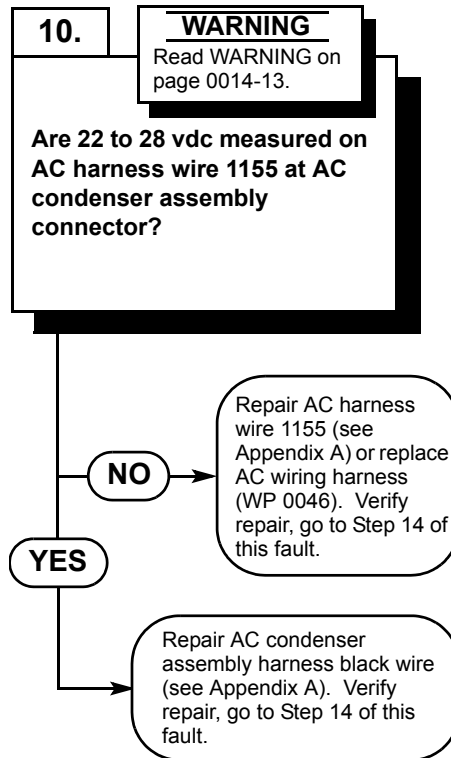 10.
WARNING
Read WARNING on
page 0014-13.
Are 22 to 28 vdc measured on
AC harness wire 1155 at AC
condenser assembly
connector?
NO
Repair AC harness
wire 1155 (see
Appendix A) or replace
AC wiring harness
(WP 0046).  Verify
repair, go to Step 14 of
this fault.
YES
Repair AC condenser
assembly harness black wire
(see Appendix A).  Verify
repair, go to Step 14 of this
fault.